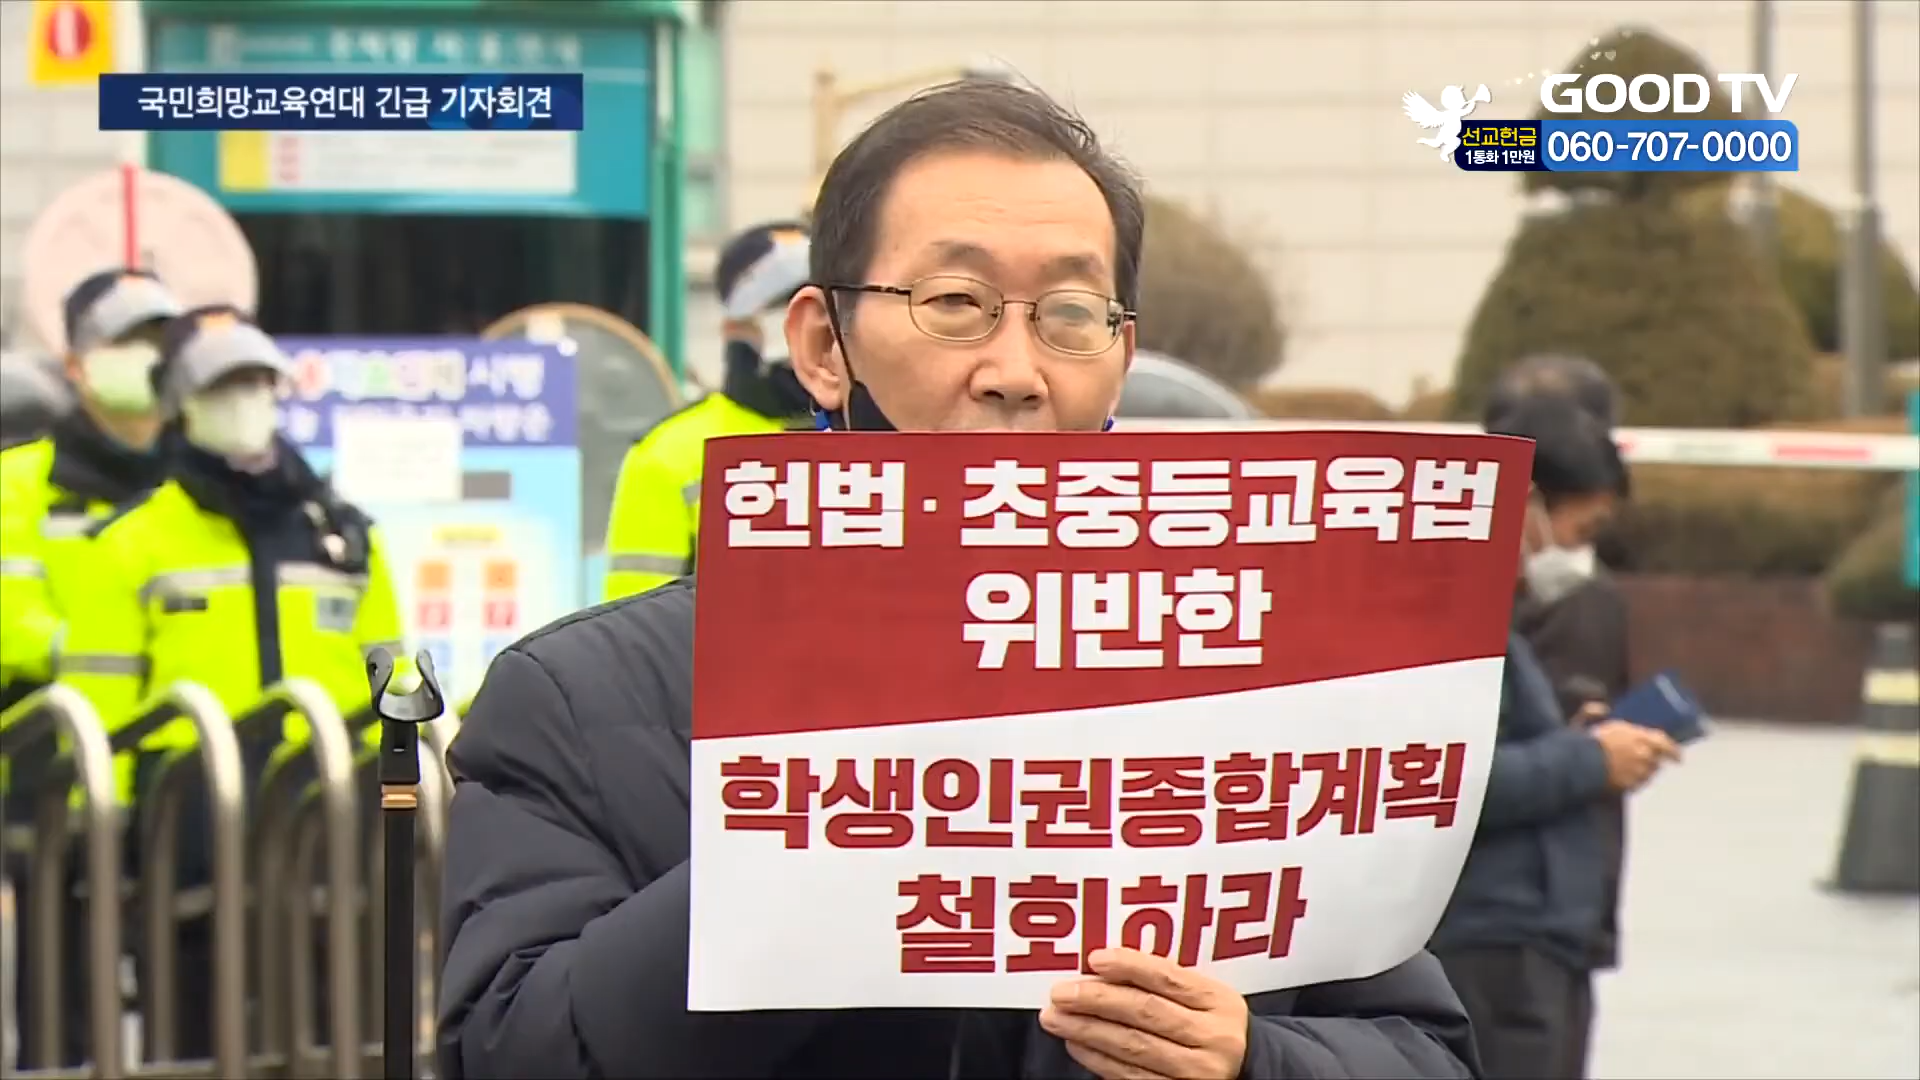 국민희망교육연대 긴급 기자회견
GOOD TV
선교헌금
1통화 1만원
060-707-0000
시행
헌법·초중등교육법
위반한
학생인권종합계획
철회하라